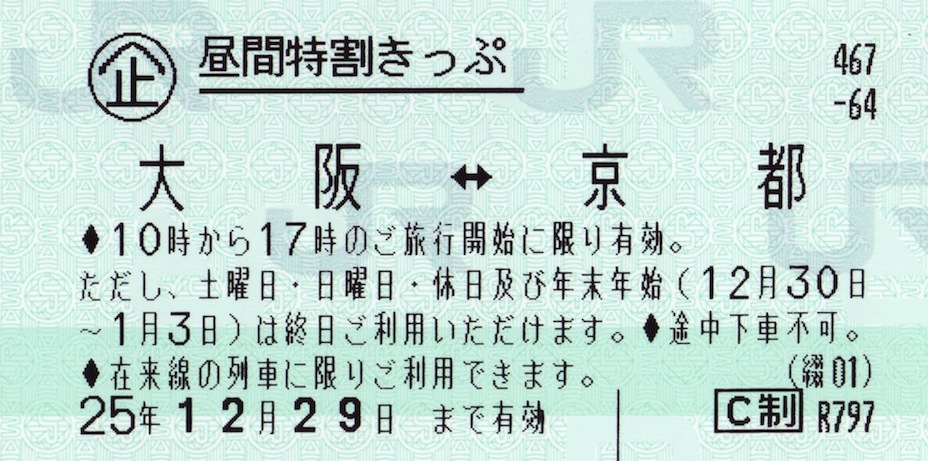 企 昼間特割きっぷ 467
-64
大阪↔京都
♦10時から17時のご旅行開始に限り有効。
ただし、土曜日・日曜日・休日及び年末年始(12月30日
～1月3日)は終日ご利用いただけます。♦途中下車不可。
♦在来線の列車に限りご利用できます。 (綴01)
25年12月29日 まで有効 C制 R797